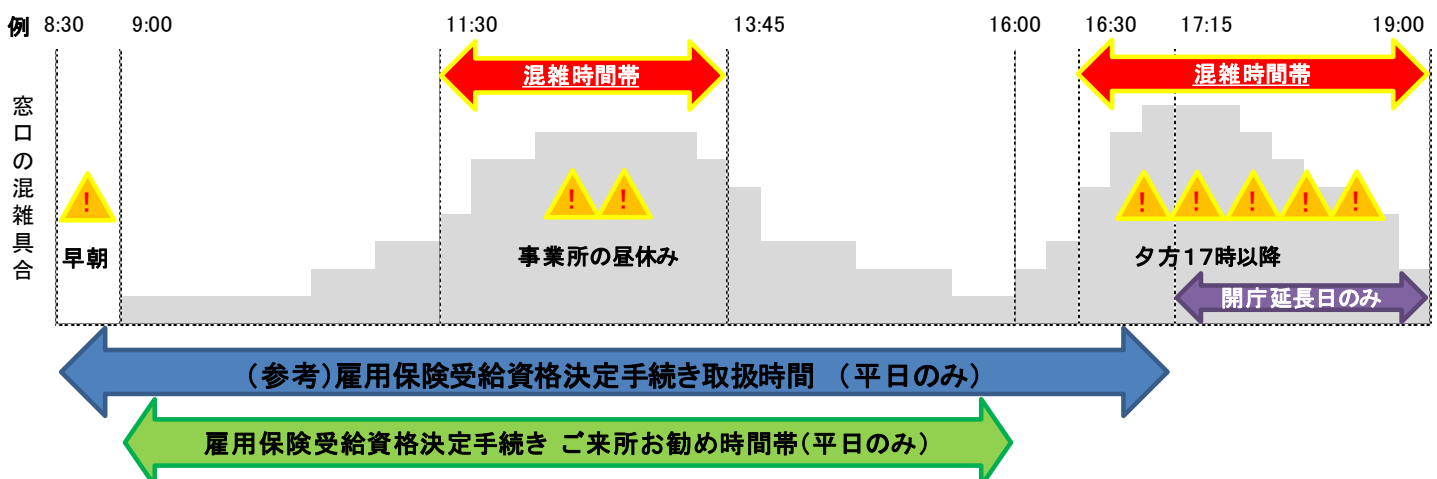 例 8:30 9:00 11:30 13:45 16:00 16:30 17:15 19:00
混雑時間帯 混雑時間帯
窓口の混雑具合
! ! ! ! ! ! ! !
早朝 事業所の昼休み 夕方17時以降
開庁延長日のみ
（参考）雇用保険受給資格決定手続き取扱時間 （平日のみ）
雇用保険受給資格決定手続き ご来所お勧め時間帯（平日のみ）